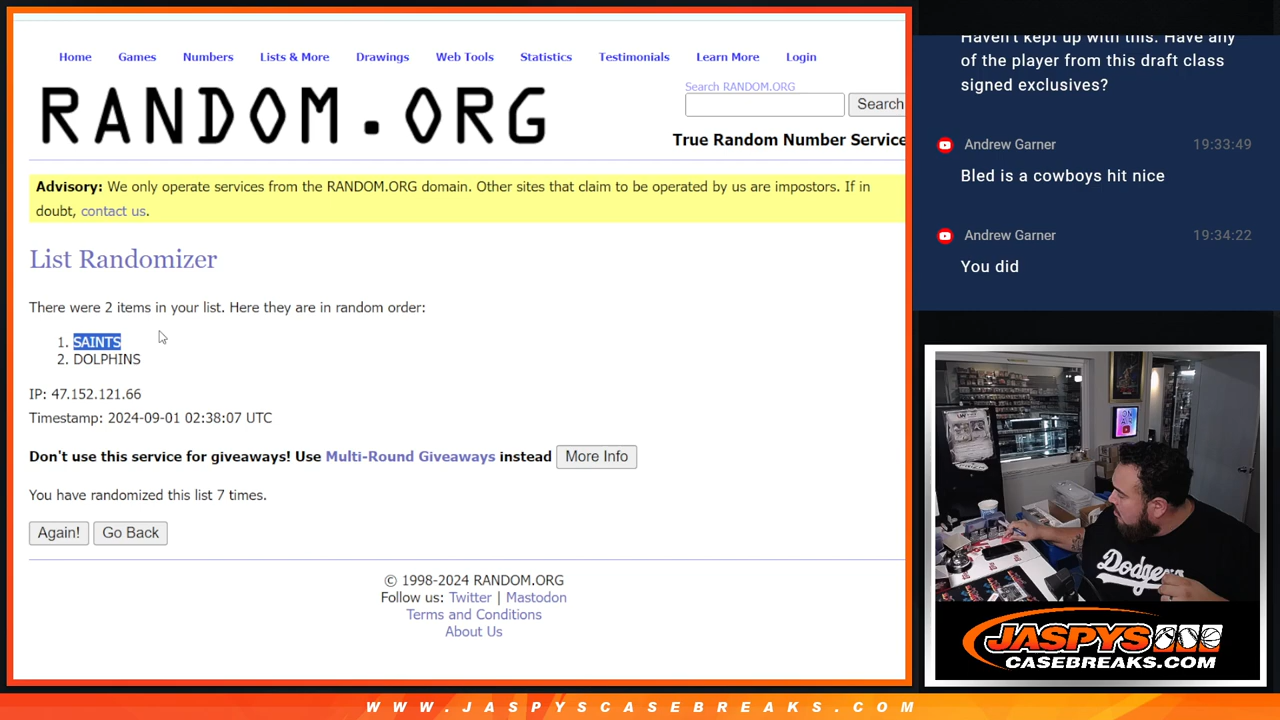 Home Games Numbers Lists & More Drawings Web Tools Statistics Testimonials Learn More Login
RANDOM.ORG
Search RANDOM.ORG
Search
True Random Number Service
Advisory: We only operate services from the RANDOM.ORG domain. Other sites that claim to be operated by us are impostors. If in
doubt, contact us.
List Randomizer
There were 2 items in your list. Here they are in random order:
1. SAINTS
2. DOLPHINS
IP: 47.152.121.66
Timestamp: 2024-09-01 02:38:07 UTC
Don't use this service for giveaways! Use Multi-Round Giveaways instead More Info
You have randomized this list 7 times.
Again! Go Back
© 1998-2024 RANDOM.ORG
Follow us: Twitter | Mastodon
Terms and Conditions
About Us
Haven't kept up with this. Have any
of the player from this draft class
signed exclusives?
Andrew Garner 19:33:49
Bled is a cowboys hit nice
Andrew Garner 19:34:22
You did
ON
AIR
Dodgers
JASPYS
CASEBREAKS.COM
WWW.JASPYSCASEBREAKS.COM